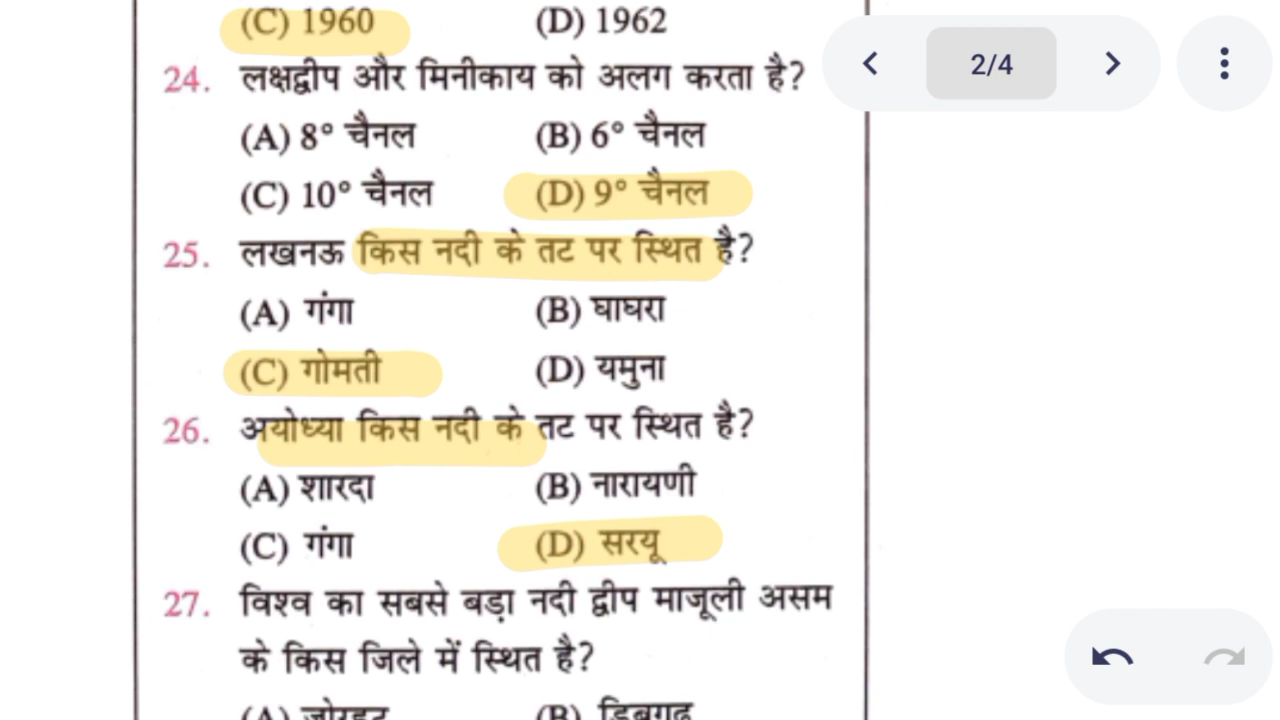 (C) 1960 (D) 1962
24. लक्षद्वीप और मिनीकाय को अलग करता है?
2/4
(A) 8° चैनल (B) 6° चैनल
(C) 10° चैनल (D) 9° चैनल
25. लखनऊ किस नदी के तट पर स्थित है?
(A) गंगा (B) घाघरा
(C) गोमती (D) यमुना
26. अयोध्या किस नदी के तट पर स्थित है?
(A) शारदा (B) नारायणी
(C) गंगा (D) सरयू
27. विश्व का सबसे बड़ा नदी द्वीप माजूली असम
के किस जिले में स्थित है?
(A) जोरहट (B) डिब्रूगढ़